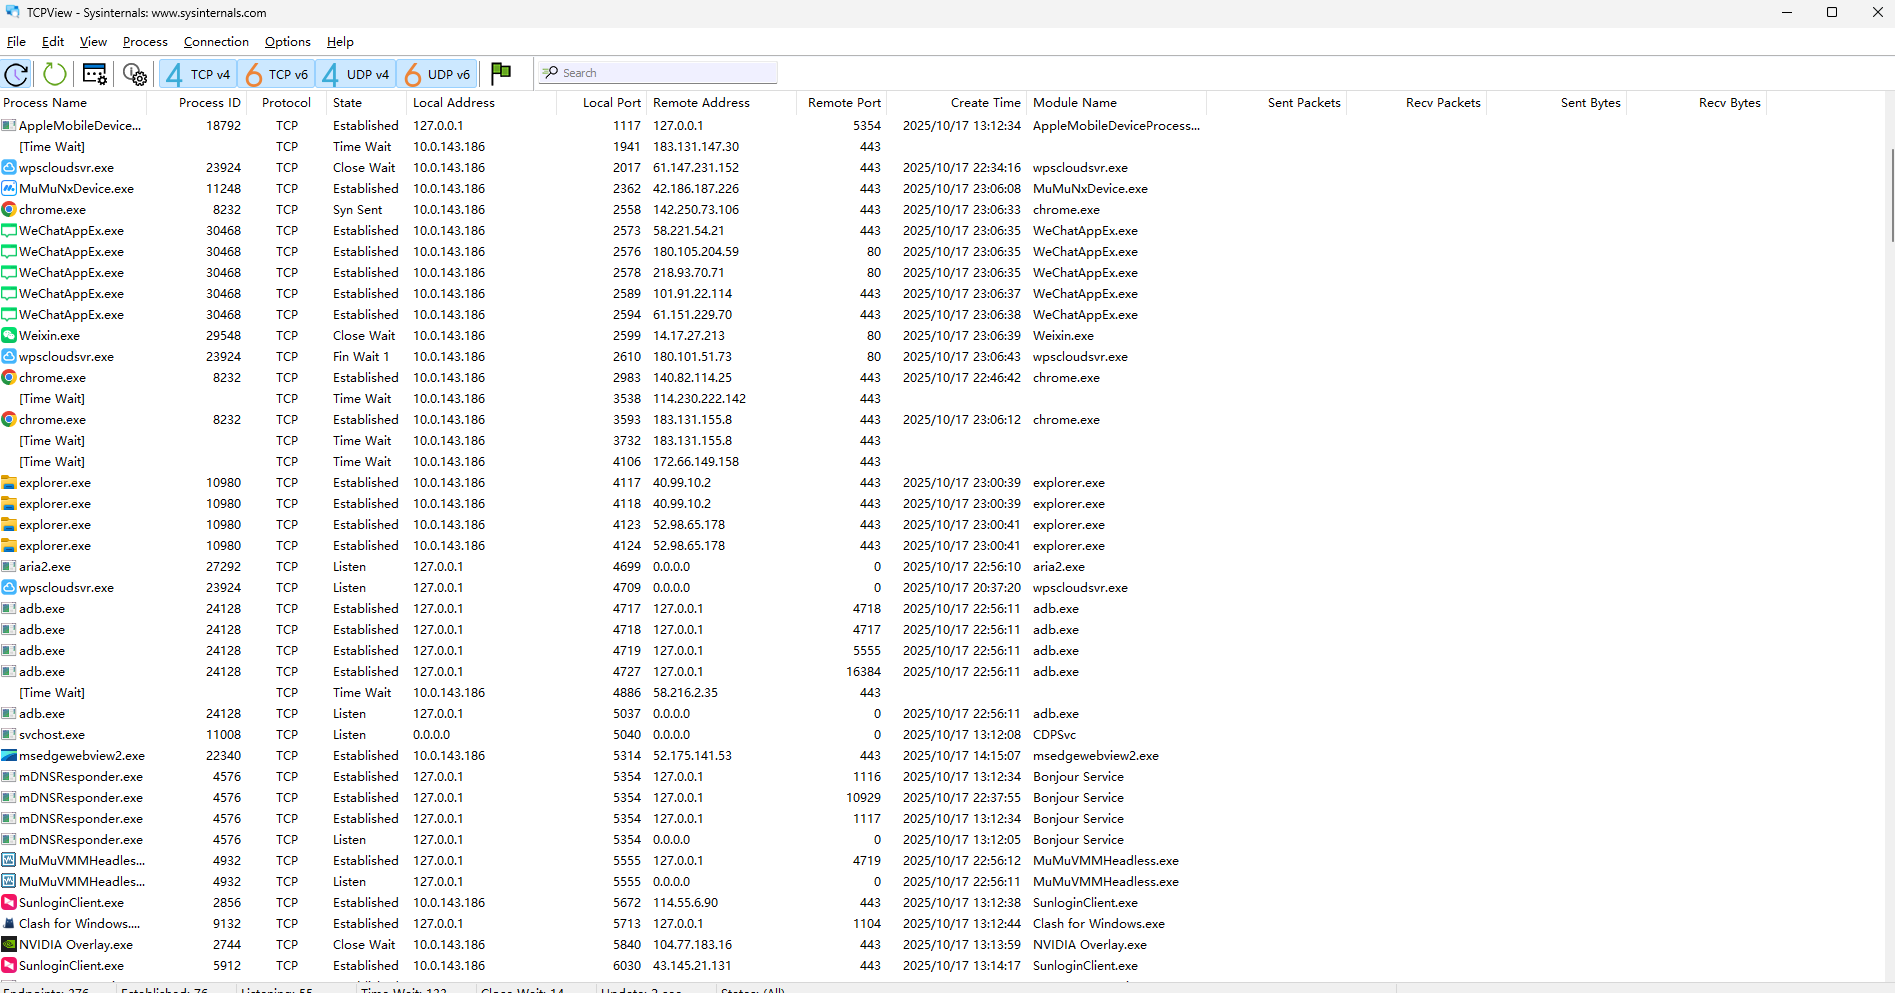 TCPView - Sysinternals: www.sysinternals.com
File Edit View Process Connection Options Help
4 TCP v4 6 TCP v6 4 UDP v4 6 UDP v6 Search
Process Name Process ID Protocol State Local Address Local Port Remote Address Remote Port Create Time Module Name Sent Packets Recv Packets Sent Bytes Recv Bytes
AppleMobileDevice... 18792 TCP Established 127.0.0.1 1117 127.0.0.1 5354 2025/10/17 13:12:34 AppleMobileDeviceProcess...
[Time Wait] TCP Time Wait 10.0.143.186 1941 183.131.147.30 443
wpscloudsvr.exe 23924 TCP Close Wait 10.0.143.186 2017 61.147.231.152 443 2025/10/17 22:34:16 wpscloudsvr.exe
MuMuNxDevice.exe 11248 TCP Established 10.0.143.186 2362 42.186.187.226 443 2025/10/17 23:06:08 MuMuNxDevice.exe
chrome.exe 8232 TCP Syn Sent 10.0.143.186 2558 142.250.73.106 443 2025/10/17 23:06:33 chrome.exe
WeChatAppEx.exe 30468 TCP Established 10.0.143.186 2573 58.221.54.21 443 2025/10/17 23:06:35 WeChatAppEx.exe
WeChatAppEx.exe 30468 TCP Established 10.0.143.186 2576 180.105.204.59 80 2025/10/17 23:06:35 WeChatAppEx.exe
WeChatAppEx.exe 30468 TCP Established 10.0.143.186 2578 218.93.70.71 80 2025/10/17 23:06:35 WeChatAppEx.exe
WeChatAppEx.exe 30468 TCP Established 10.0.143.186 2589 101.91.22.114 443 2025/10/17 23:06:37 WeChatAppEx.exe
WeChatAppEx.exe 30468 TCP Established 10.0.143.186 2594 61.151.229.70 443 2025/10/17 23:06:38 WeChatAppEx.exe
Weixin.exe 29548 TCP Close Wait 10.0.143.186 2599 14.17.27.213 80 2025/10/17 23:06:39 Weixin.exe
wpscloudsvr.exe 23924 TCP Fin Wait 1 10.0.143.186 2610 180.101.51.73 80 2025/10/17 23:06:43 wpscloudsvr.exe
chrome.exe 8232 TCP Established 10.0.143.186 2983 140.82.114.25 443 2025/10/17 22:46:42 chrome.exe
[Time Wait] TCP Time Wait 10.0.143.186 3538 114.230.222.142 443
chrome.exe 8232 TCP Established 10.0.143.186 3593 183.131.155.8 443 2025/10/17 23:06:12 chrome.exe
[Time Wait] TCP Time Wait 10.0.143.186 3732 183.131.155.8 443
[Time Wait] TCP Time Wait 10.0.143.186 4106 172.66.149.158 443
explorer.exe 10980 TCP Established 10.0.143.186 4117 40.99.10.2 443 2025/10/17 23:00:39 explorer.exe
explorer.exe 10980 TCP Established 10.0.143.186 4118 40.99.10.2 443 2025/10/17 23:00:39 explorer.exe
explorer.exe 10980 TCP Established 10.0.143.186 4123 52.98.65.178 443 2025/10/17 23:00:41 explorer.exe
explorer.exe 10980 TCP Established 10.0.143.186 4124 52.98.65.178 443 2025/10/17 23:00:41 explorer.exe
aria2.exe 27292 TCP Listen 127.0.0.1 4699 0.0.0.0 0 2025/10/17 22:56:10 aria2.exe
wpscloudsvr.exe 23924 TCP Listen 127.0.0.1 4709 0.0.0.0 0 2025/10/17 20:37:20 wpscloudsvr.exe
adb.exe 24128 TCP Established 127.0.0.1 4717 127.0.0.1 4718 2025/10/17 22:56:11 adb.exe
adb.exe 24128 TCP Established 127.0.0.1 4718 127.0.0.1 4717 2025/10/17 22:56:11 adb.exe
adb.exe 24128 TCP Established 127.0.0.1 4719 127.0.0.1 5555 2025/10/17 22:56:11 adb.exe
adb.exe 24128 TCP Established 127.0.0.1 4727 127.0.0.1 16384 2025/10/17 22:56:11 adb.exe
[Time Wait] TCP Time Wait 10.0.143.186 4886 58.216.2.35 443
adb.exe 24128 TCP Listen 127.0.0.1 5037 0.0.0.0 0 2025/10/17 22:56:11 adb.exe
svchost.exe 11008 TCP Listen 0.0.0.0 5040 0.0.0.0 0 2025/10/17 13:12:08 CDPSvc
msedgewebview2.exe 22340 TCP Established 10.0.143.186 5314 52.175.141.53 443 2025/10/17 14:15:07 msedgewebview2.exe
mDNSResponder.exe 4576 TCP Established 127.0.0.1 5354 127.0.0.1 1116 2025/10/17 13:12:34 Bonjour Service
mDNSResponder.exe 4576 TCP Established 127.0.0.1 5354 127.0.0.1 10929 2025/10/17 22:37:55 Bonjour Service
mDNSResponder.exe 4576 TCP Established 127.0.0.1 5354 127.0.0.1 1117 2025/10/17 13:12:34 Bonjour Service
mDNSResponder.exe 4576 TCP Listen 127.0.0.1 5354 0.0.0.0 0 2025/10/17 13:12:05 Bonjour Service
MuMuVMMHeadles... 4932 TCP Established 127.0.0.1 5555 127.0.0.1 4719 2025/10/17 22:56:12 MuMuVMMHeadless.exe
MuMuVMMHeadles... 4932 TCP Listen 127.0.0.1 5555 0.0.0.0 0 2025/10/17 22:56:11 MuMuVMMHeadless.exe
SunloginClient.exe 2856 TCP Established 10.0.143.186 5672 114.55.6.90 443 2025/10/17 13:12:38 SunloginClient.exe
Clash for Windows.... 9132 TCP Established 127.0.0.1 5713 127.0.0.1 1104 2025/10/17 13:12:44 Clash for Windows.exe
NVIDIA Overlay.exe 2744 TCP Close Wait 10.0.143.186 5840 104.77.183.16 443 2025/10/17 13:13:59 NVIDIA Overlay.exe
SunloginClient.exe 5912 TCP Established 10.0.143.186 6030 43.145.21.131 443 2025/10/17 13:14:17 SunloginClient.exe